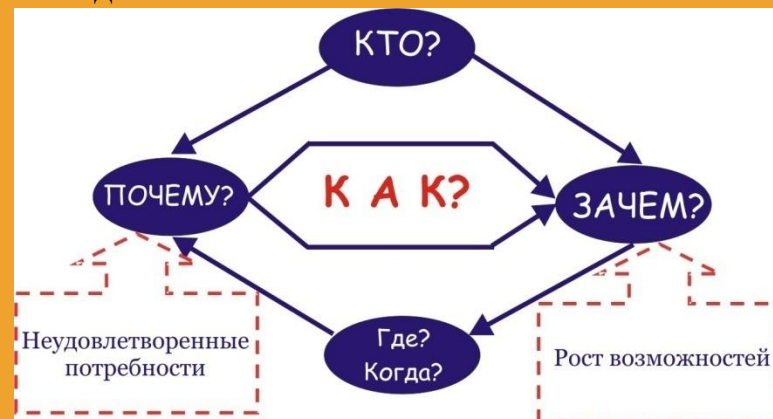 КТО?
ПОЧЕМУ?
К А К?
ЗАЧЕМ?
Где?
Когда?
Неудовлетворенные
потребности
Рост возможностей